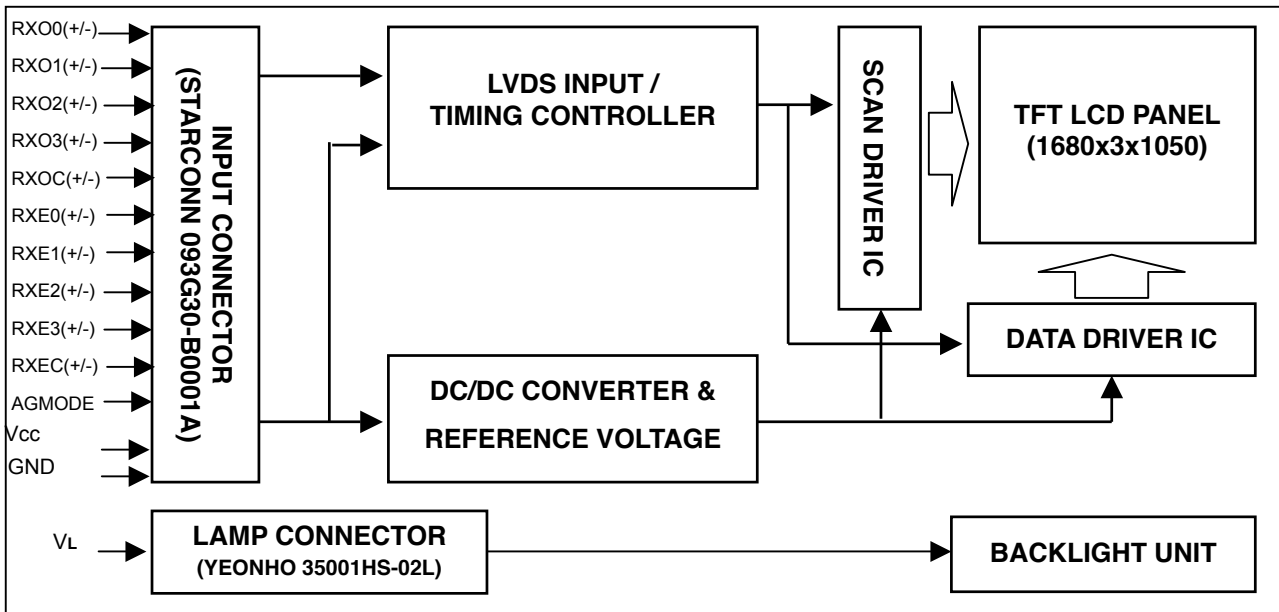 RXO0(+/-)
RXO1(+/-)
RXO2(+/-)
RXO3(+/-)
RXOC(+/-)
RXE0(+/-)
RXE1(+/-)
RXE2(+/-)
RXE3(+/-)
RXEC(+/-)
AGMODE
Vcc
GND
INPUT CONNECTOR
(STARCONN 093G30-B0001A)
LVDS INPUT /
TIMING CONTROLLER
SCAN DRIVER IC
TFT LCD PANEL
(1680x3x1050)
DATA DRIVER IC
DC/DC CONVERTER &
REFERENCE VOLTAGE
VL
LAMP CONNECTOR
(YEONHO 35001HS-02L)
BACKLIGHT UNIT